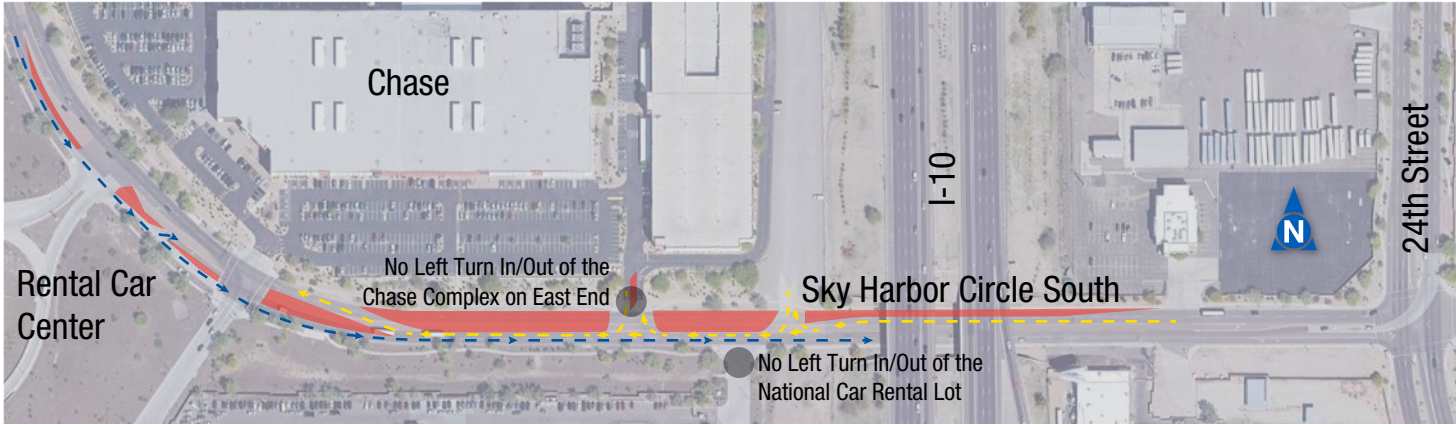 Chase
I-10
24th Street
N
Rental Car
Center
No Left Turn In/Out of the
Chase Complex on East End
Sky Harbor Circle South
No Left Turn In/Out of the
National Car Rental Lot